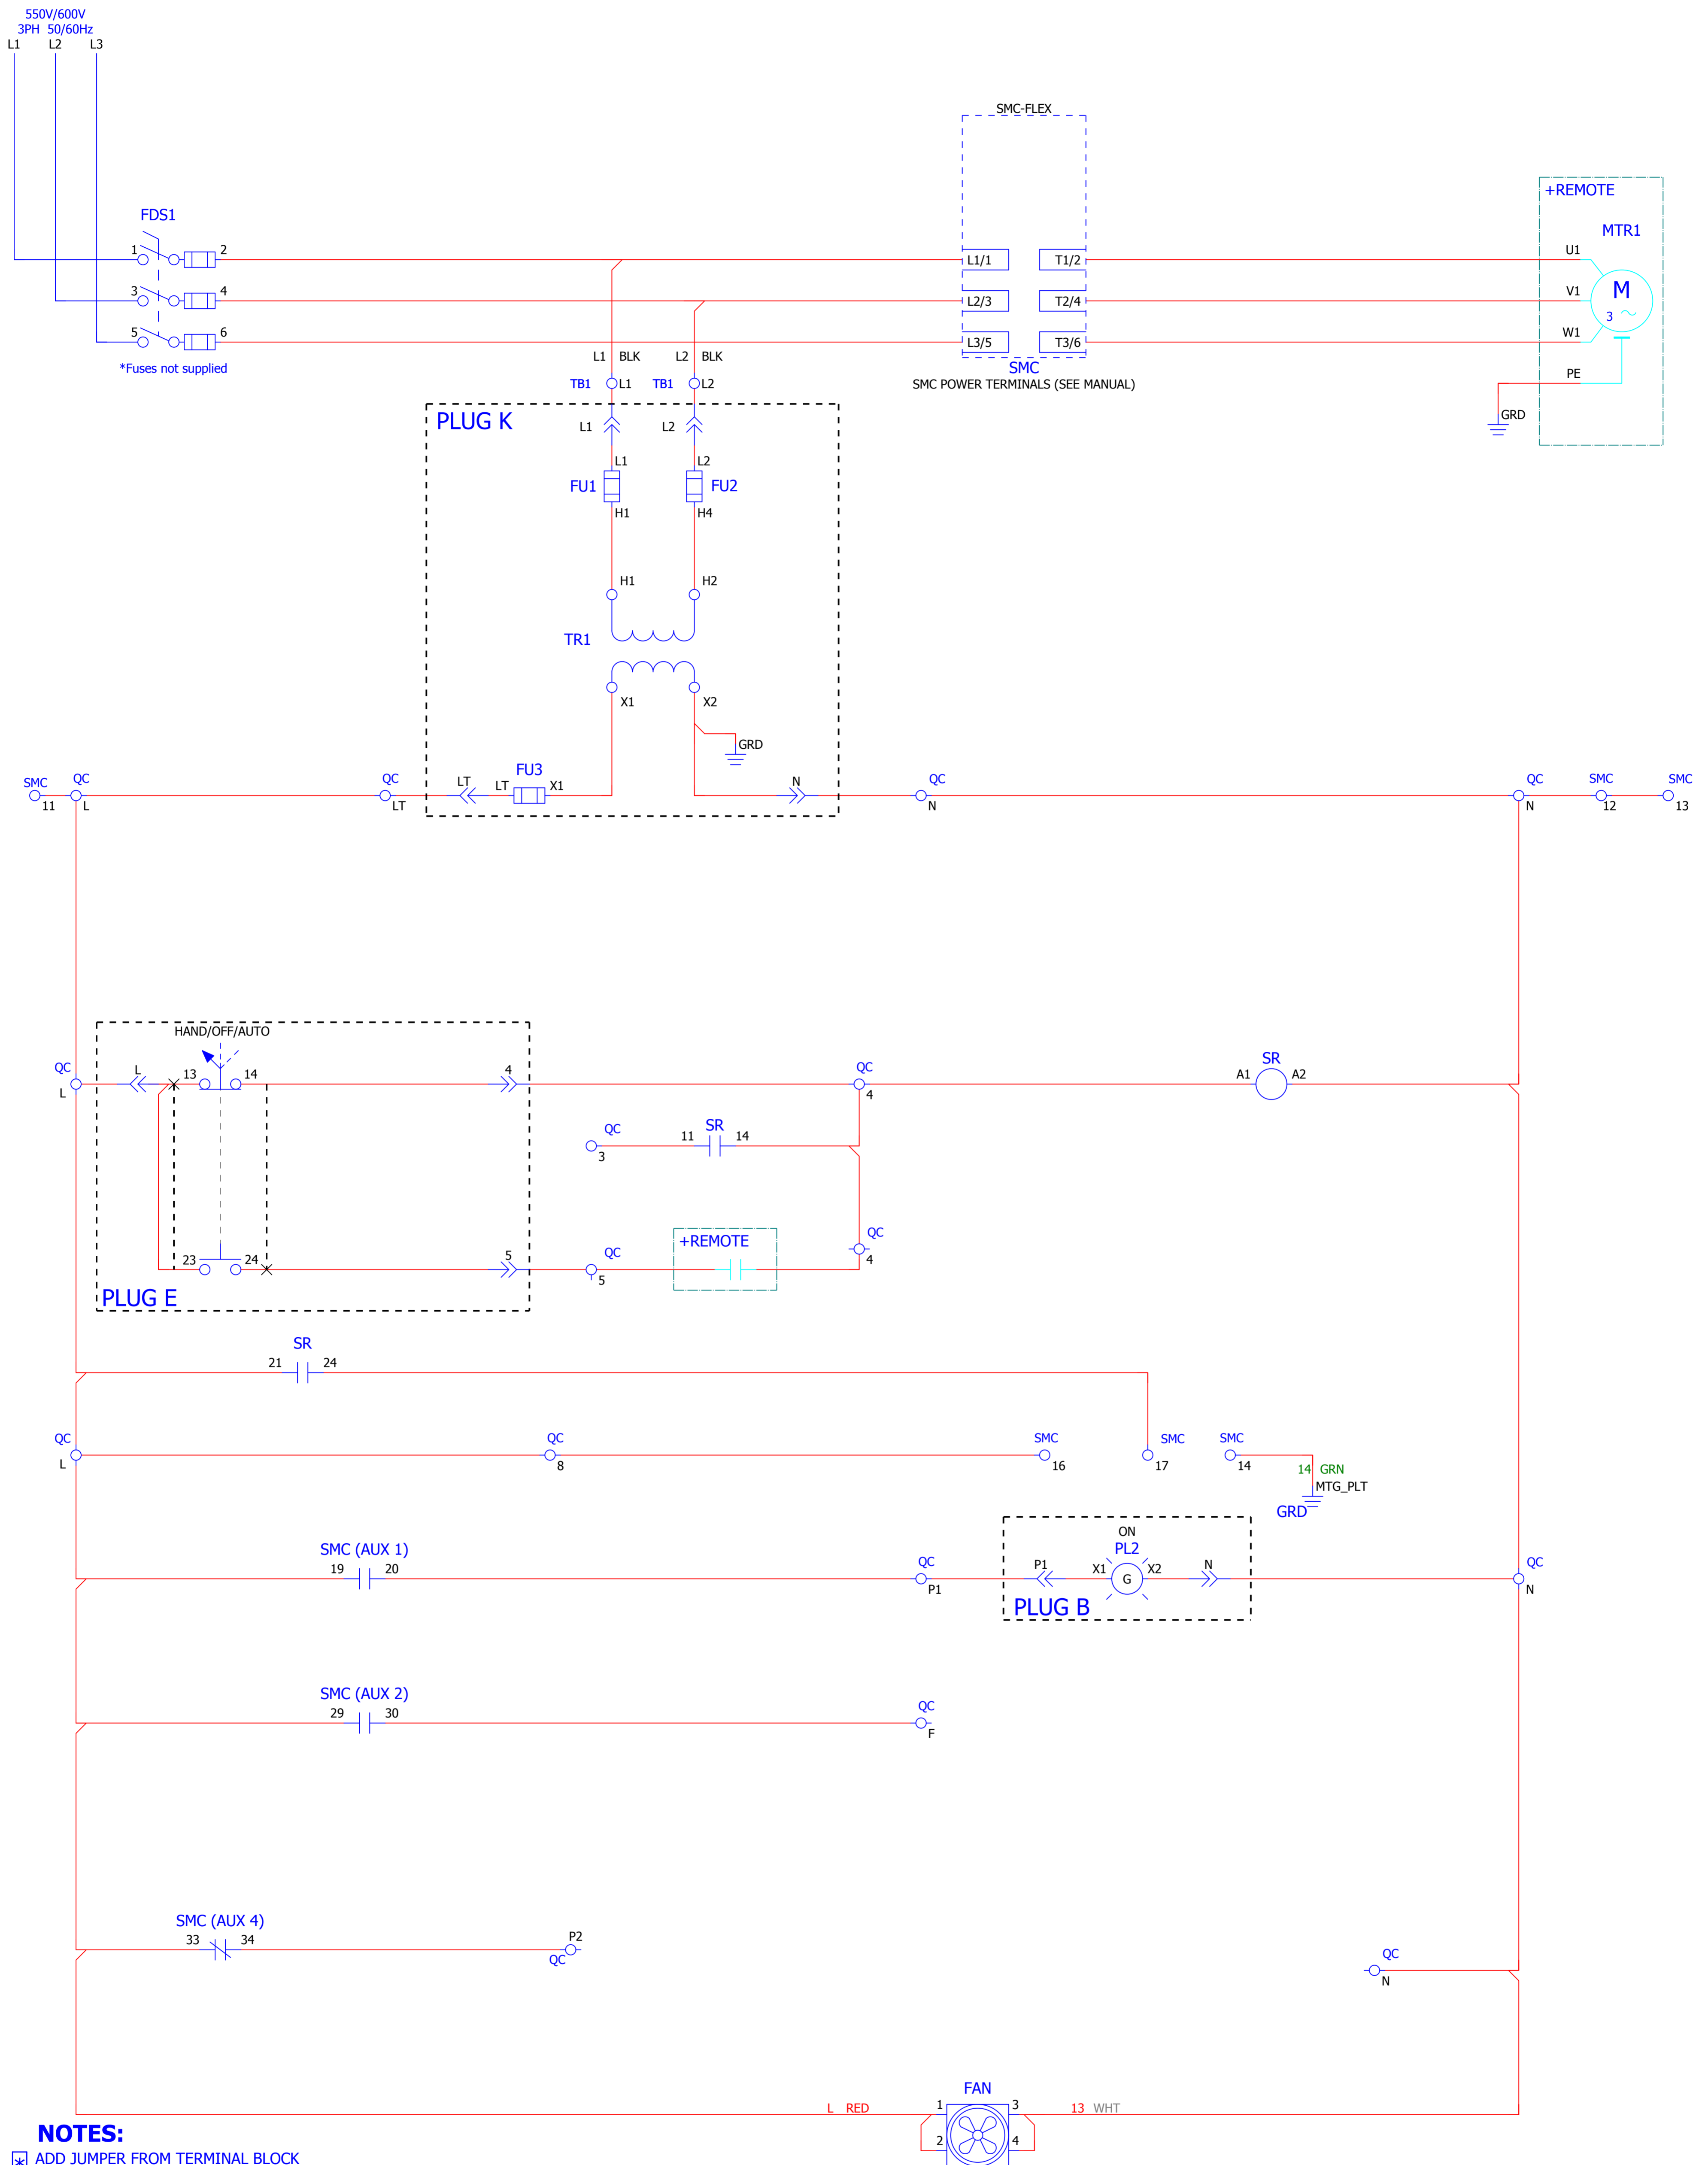 550V/600V
3PH 50/60Hz
L1 L2 L3
SMC-FLEX
+REMOTE
MTR1
FDS1
1 2 L1/1 T1/2 U1
3 4 L2/3 T2/4 V1
M
3
5 6 L3/5 T3/6 W1
*Fuses not supplied
L1 BLK L2 BLK
SMC
SMC POWER TERMINALS (SEE MANUAL)
PE
TB1 L1 TB1 L2
GRD
PLUG K
L1 L2
L1 L2
FU1 FU2
H1 H4
H1 H2
TR1
X1 X2
GRD
SMC QC QC LT LT FU3 X1 N QC QC SMC SMC
11 L LT N N 12 13
HAND/OFF/AUTO
QC L 13 14 4 QC A1 SR A2
L 4
QC 11 SR 14
3
+REMOTE
QC
4
23 24 5 QC
5
PLUG E
SR
21 24
QC QC SMC SMC SMC
L 8 16 17 14
14 GRN
MTG_PLT
GRD
ON
PL2
SMC (AUX 1)
19 20 QC P1 X1 G X2 N QC
P1 N
PLUG B
SMC (AUX 2)
29 30 QC
F
SMC (AUX 4)
33 34 P2
QC
QC
N
FAN
L RED 1 3 13 WHT
2 4
NOTES:
* ADD JUMPER FROM TERMINAL BLOCK